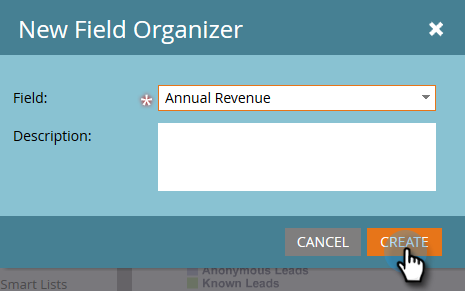 New Field Organizer
Field: * Annual Revenue
Description:
CANCEL CREATE
Anonymous Leads
Smart Lists Known Leads